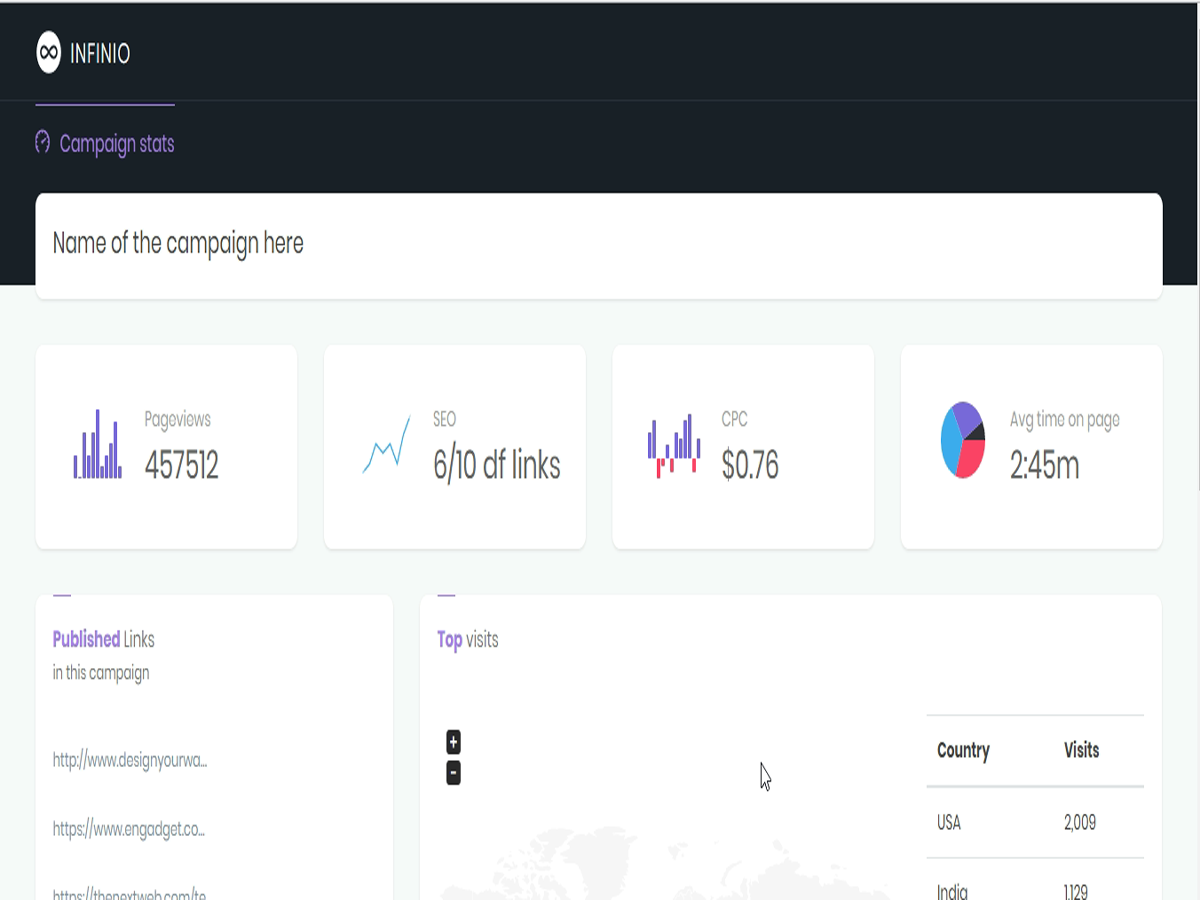 INFINIO
Campaign stats
Name of the campaign here
Pageviews
457512
SEO
6/10 df links
CPC
$0.76
Avg time on page
2:45m
Published Links
in this campaign
http://www.designyourwa...
https://www.engadget.co...
https://thenextweb.com/te
Top visits
+
-
Country Visits
USA 2,009
India 1,129